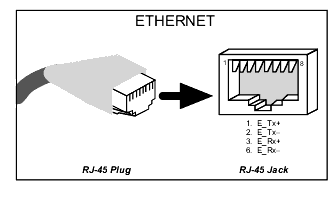 ETHERNET
1 8
1. E_Tx+
2. E_Tx–
3. E_Rx+
6. E_Rx–
RJ-45 Plug RJ-45 Jack